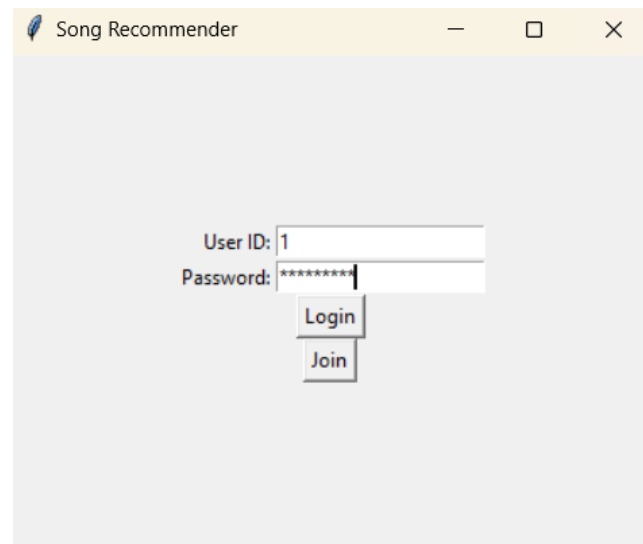 Song Recommender
User ID: 1
Password: *********
Login
Join